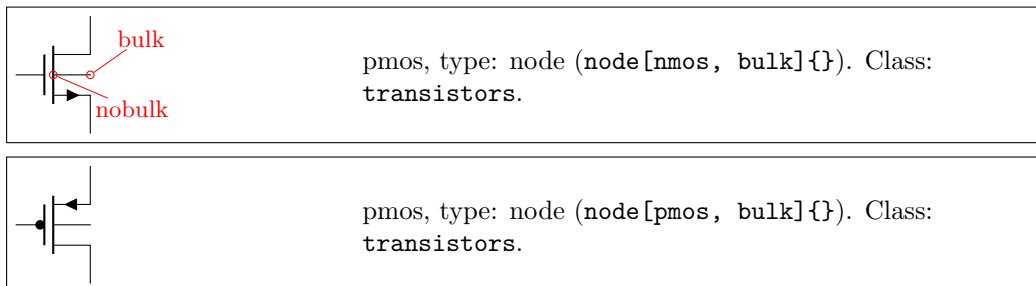 bulk
nobulk
pmos, type: node (node[nmos, bulk]{}). Class:
transistors.
pmos, type: node (node[pmos, bulk]{}). Class:
transistors.